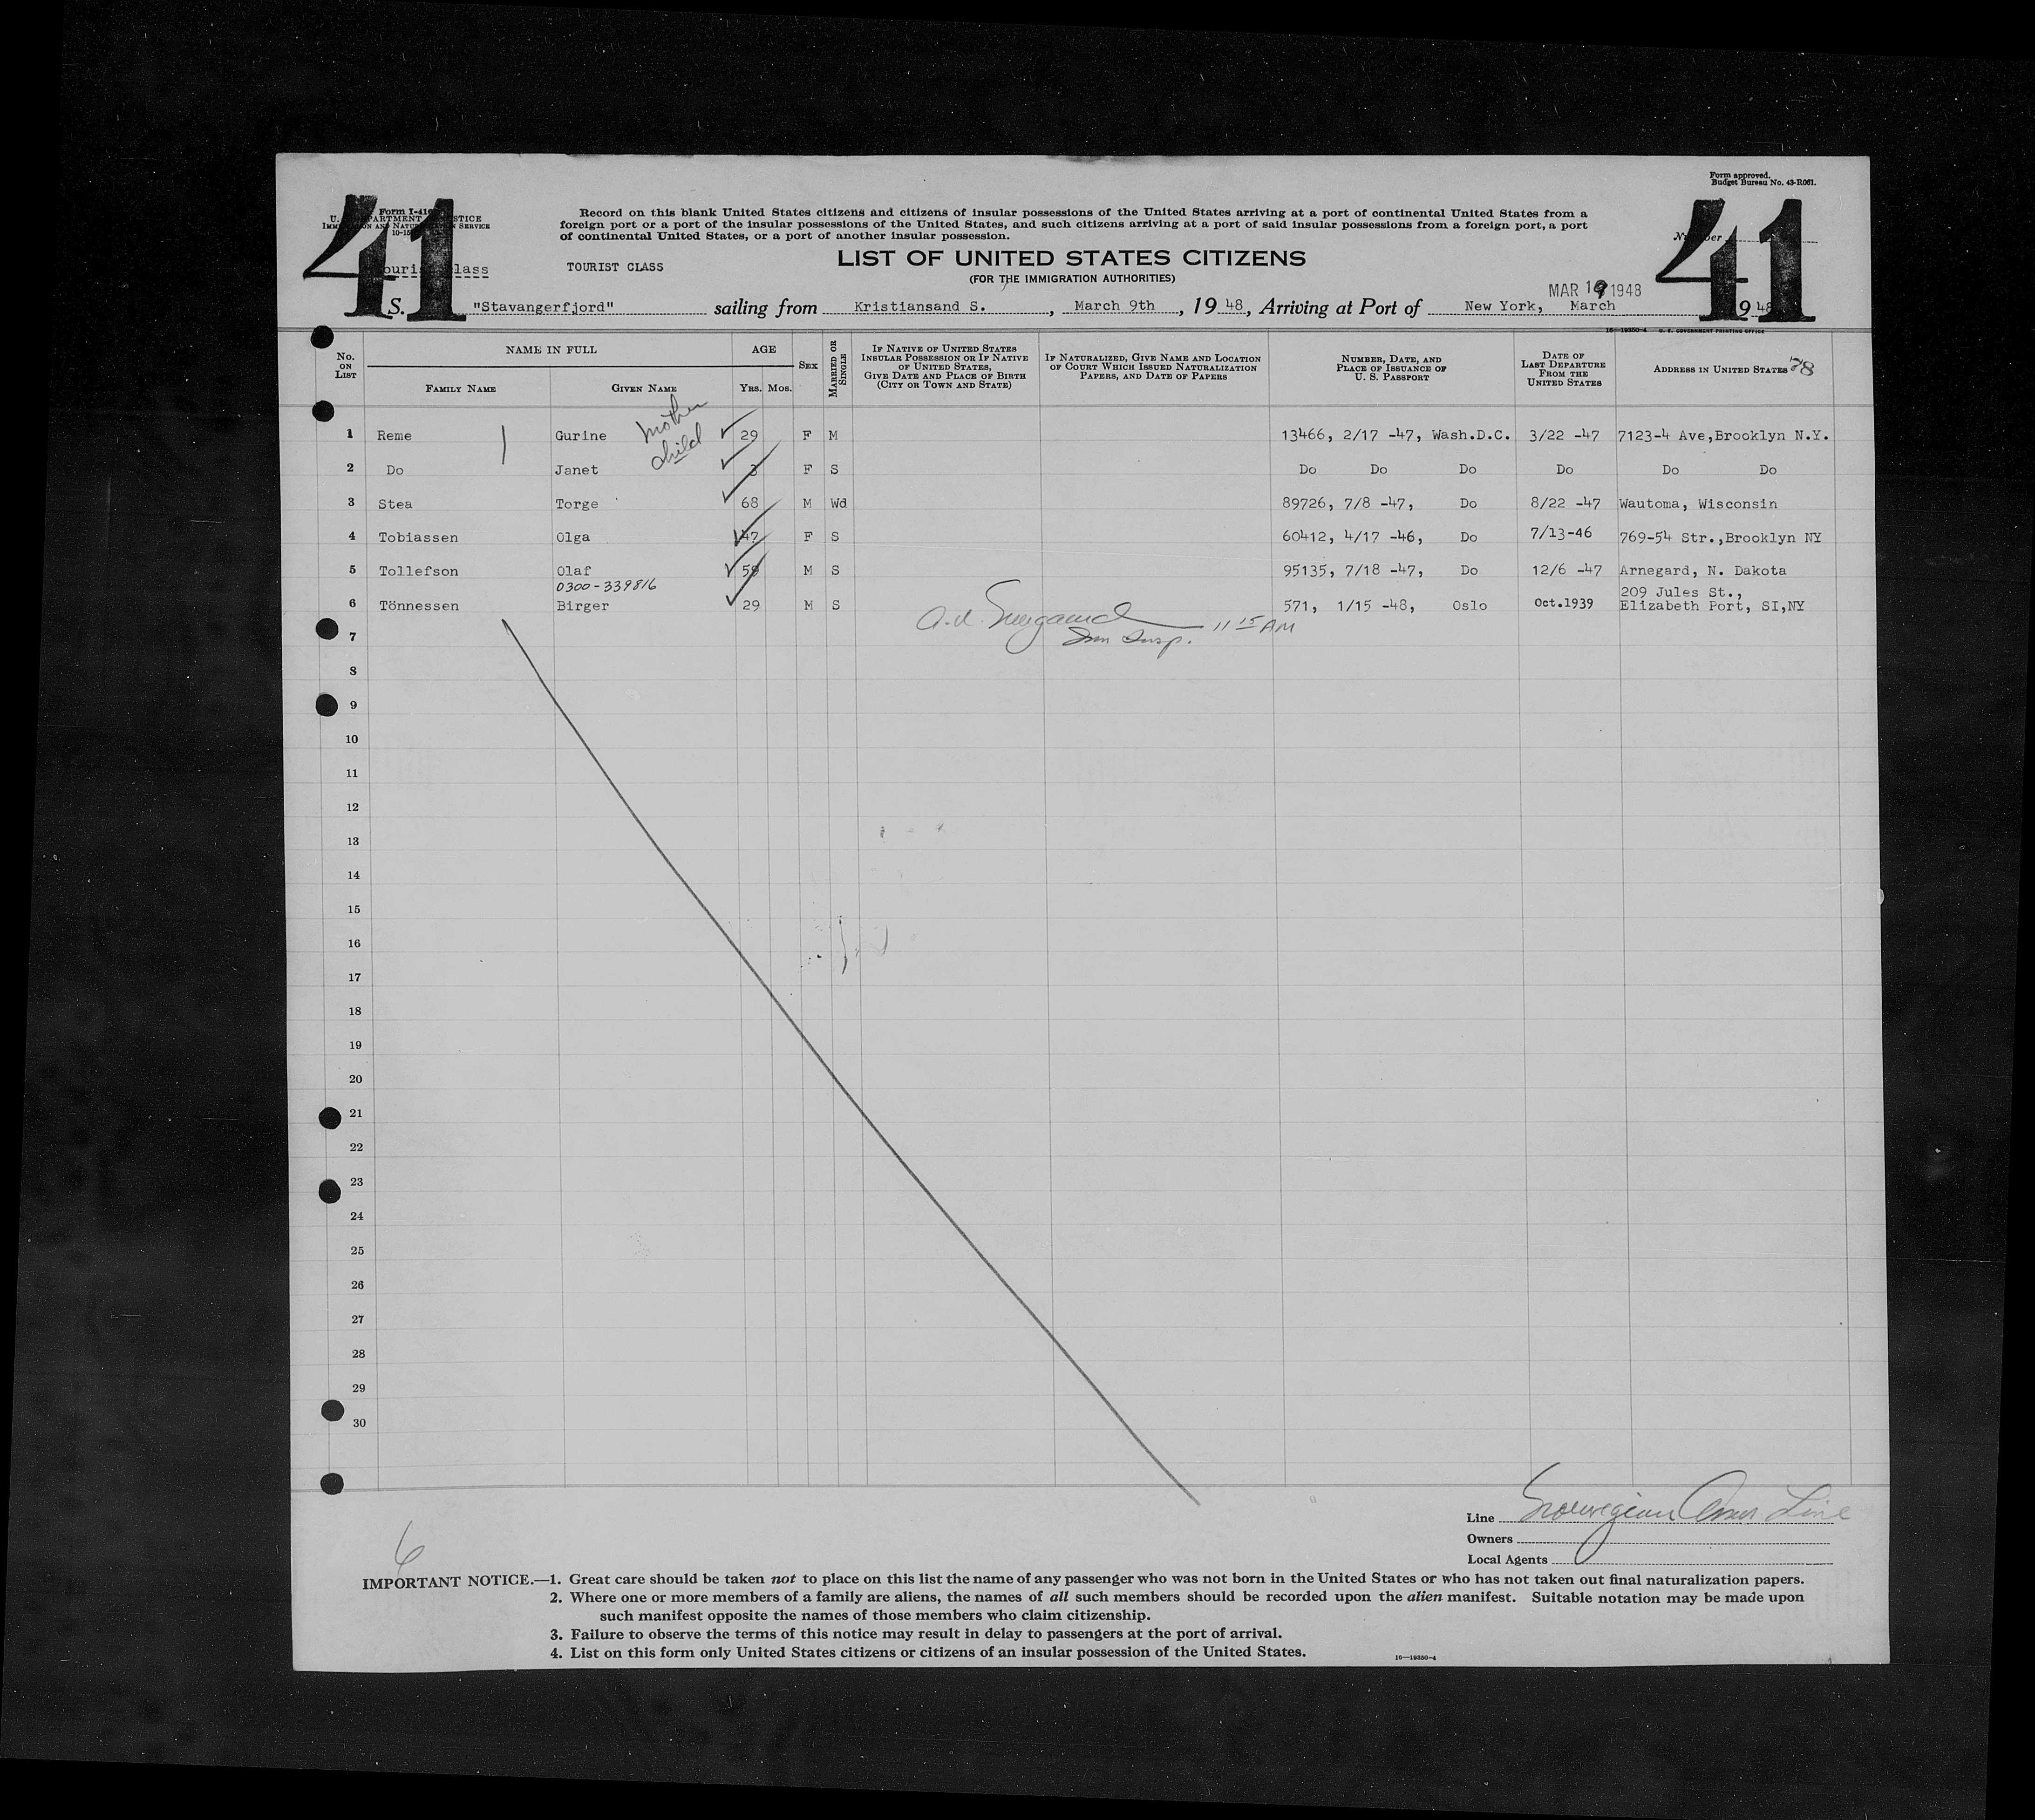 Form approved.
Budget Bureau No. 43-R061.
41
41
U. DEPARTMENT JUSTICE
IMMIGRATION AND NATURALIZATION SERVICE
Record on this blank United States citizens and citizens of insular possessions of the United States arriving at a port of continental United States from a
foreign port or a port of the insular possessions of the United States, and such citizens arriving at a port of said insular possessions from a foreign port, a port
of continental United States, or a port of another insular possession.
Tourist Class
TOURIST CLASS
LIST OF UNITED STATES CITIZENS
(FOR THE IMMIGRATION AUTHORITIES)
MAR 19 1948
S. "Stavangerfjord" sailing from Kristiansand S., March 9th, 1948, Arriving at Port of New York, March 1948
16—19350-4 U. S. GOVERNMENT PRINTING OFFICE
No. ON LIST
NAME IN FULL
FAMILY NAME
GIVEN NAME
AGE
Yrs. Mos.
SEX
MARRIED OR SINGLE
IF NATIVE OF UNITED STATES INSULAR POSSESSION OR IF NATIVE OF UNITED STATES, GIVE DATE AND PLACE OF BIRTH (CITY OR TOWN AND STATE)
IF NATURALIZED, GIVE NAME AND LOCATION OF COURT WHICH ISSUED NATURALIZATION PAPERS, AND DATE OF PAPERS
NUMBER, DATE, AND PLACE OF ISSUANCE OF U. S. PASSPORT
DATE OF LAST DEPARTURE FROM THE UNITED STATES
ADDRESS IN UNITED STATES
1 Reme Gurine mother 29 F M 13466, 2/17 -47, Wash.D.C. 3/22 -47 7123-4 Ave,Brooklyn N.Y.
2 Do Janet child 3 F S Do Do Do Do Do Do
3 Stea Torge 68 M Wd 89726, 7/8 -47, Do 8/22 -47 Wautoma, Wisconsin
4 Tobiassen Olga 47 F S 60412, 4/17 -46, Do 7/13-46 769-54 Str.,Brooklyn NY
5 Tollefson Olaf M S 95135, 7/18 -47, Do 12/6 -47 Arnegard, N. Dakota
0300-339816
209 Jules St.,
6 Tönnessen Birger 29 M S 571, 1/15 -48, Oslo Oct.1939 Elizabeth Port, SI,NY
11 15 AM
Imm Insp.
7
8
9
10
11
12
13
14
15
16
17
18
19
20
21
22
23
24
25
26
27
28
29
30
Line Norwegian Amer Line
Owners
Local Agents
6
IMPORTANT NOTICE.—1. Great care should be taken not to place on this list the name of any passenger who was not born in the United States or who has not taken out final naturalization papers.
2. Where one or more members of a family are aliens, the names of all such members should be recorded upon the alien manifest. Suitable notation may be made upon
such manifest opposite the names of those members who claim citizenship.
3. Failure to observe the terms of this notice may result in delay to passengers at the port of arrival.
4. List on this form only United States citizens or citizens of an insular possession of the United States.
16—19350-4